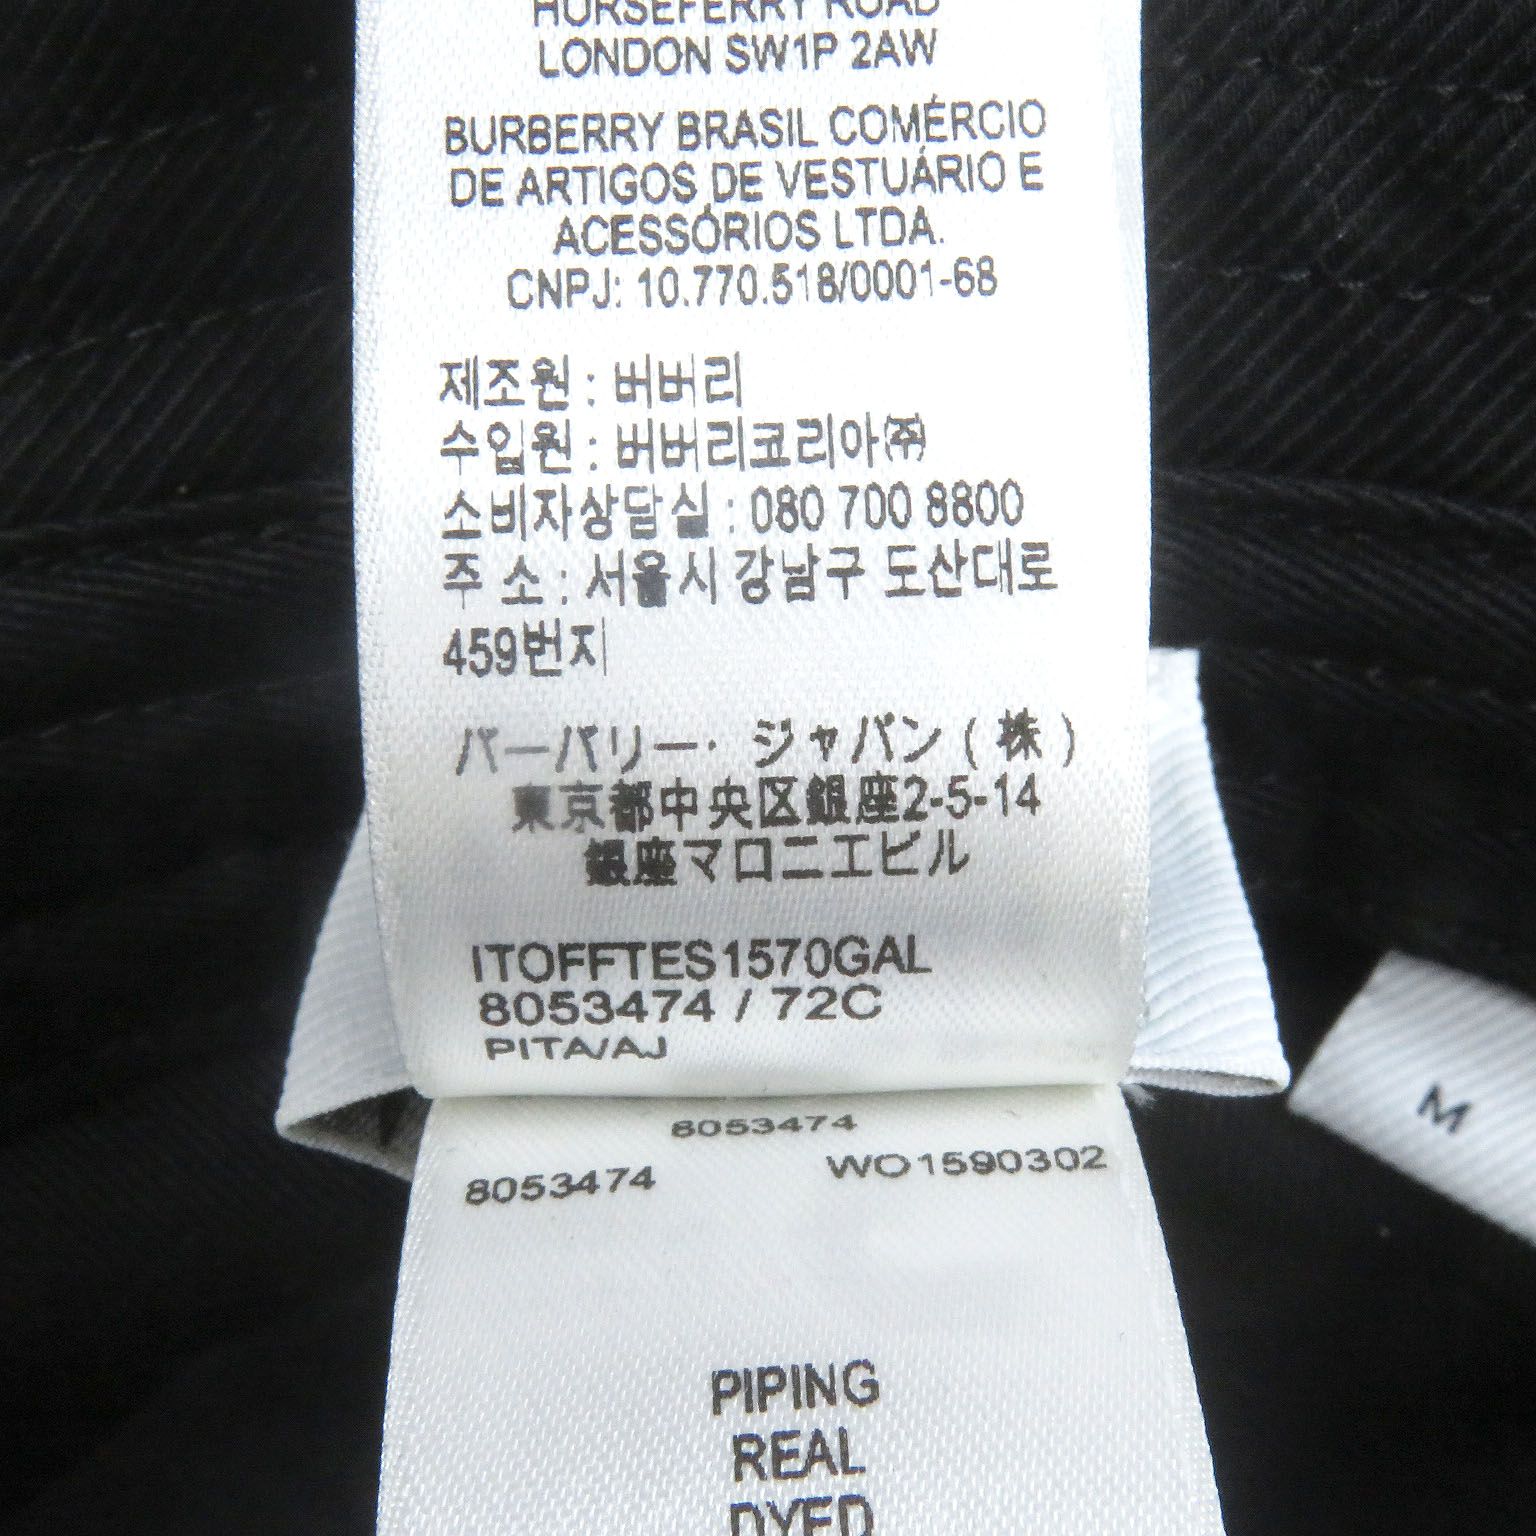 HORSEFERRY ROAD
LONDON SW1P 2AW
BURBERRY BRASIL COMÉRCIO
DE ARTIGOS DE VESTUÁRIO E
ACESSÓRIOS LTDA.
CNPJ: 10.770.518/0001-68
제조원 : 버버리
수입원 : 버버리코리아㈜
소비자상담실 : 080 700 8800
주 소 : 서울시 강남구 도산대로
459번지
バーバリー・ジャパン(株)
東京都中央区銀座2-5-14
銀座マロニエビル
ITOFFTES1570GAL
8053474 / 72C
PITA/AJ
8053474
8053474 WO1590302
M
PIPING
REAL
DYED